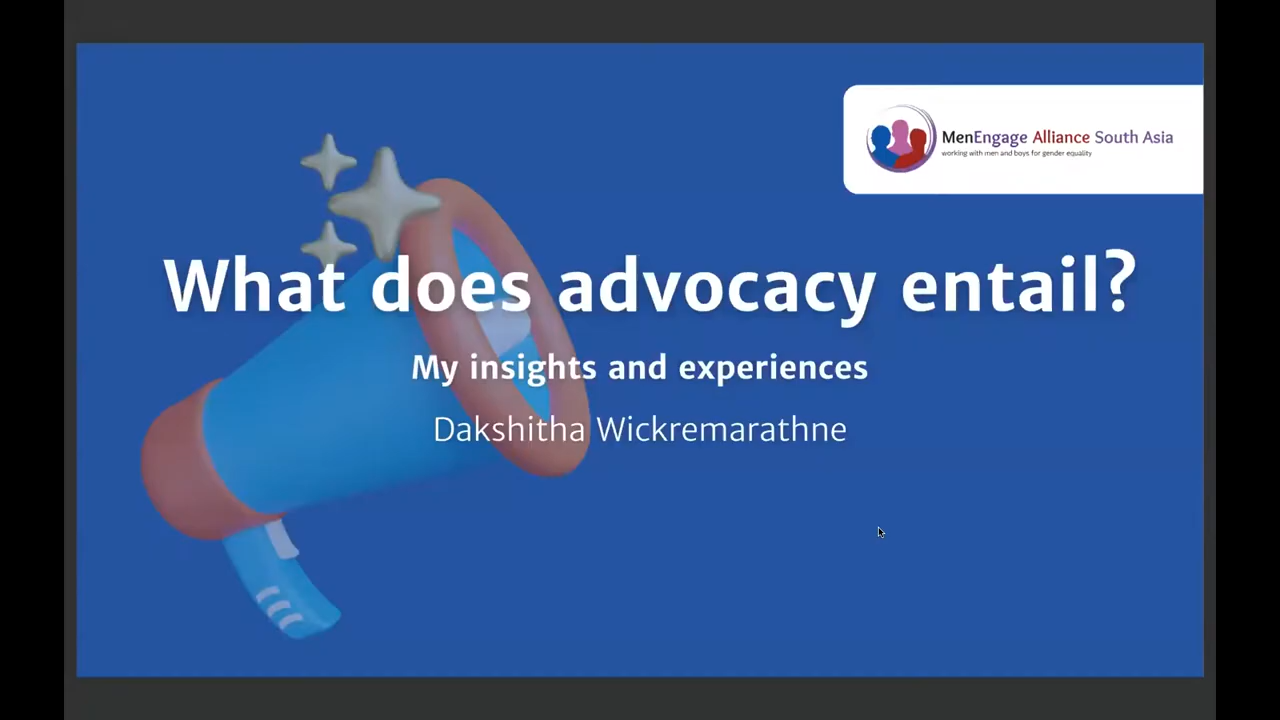 MenEngage Alliance South Asia
working with men and boys for gender equality
What does advocacy entail?
My insights and experiences
Dakshitha Wickremarathne